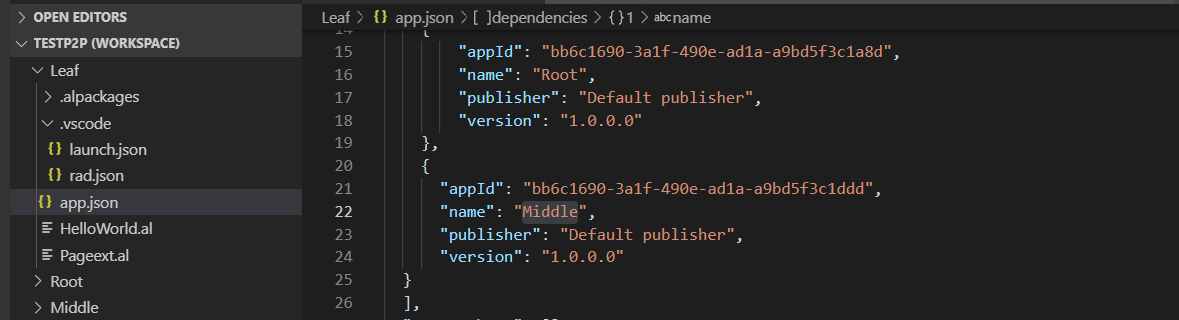 OPEN EDITORS
TESTP2P (WORKSPACE)
Leaf
.alpackages
.vscode
launch.json
rad.json
app.json
HelloWorld.al
Pageext.al
Root
Middle
Leaf > {} app.json > [ ]dependencies > {}1 > abc name
15 "appId": "bb6c1690-3a1f-490e-ad1a-a9bd5f3c1a8d",
16 "name": "Root",
17 "publisher": "Default publisher",
18 "version": "1.0.0.0"
19 },
20 {
21 "appId": "bb6c1690-3a1f-490e-ad1a-a9bd5f3c1ddd",
22 "name": "Middle",
23 "publisher": "Default publisher",
24 "version": "1.0.0.0"
25 }
26 ],